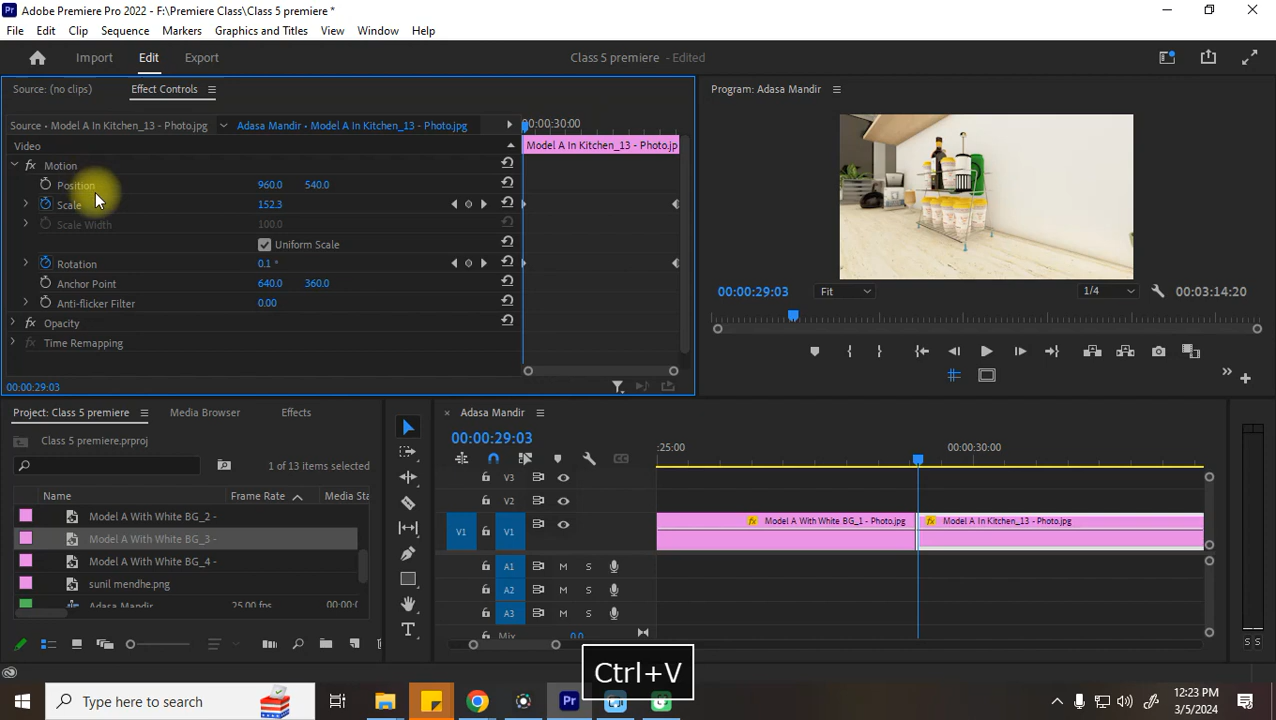 Adobe Premiere Pro 2022 - F:\Premiere Class\Class 5 premiere *
File Edit Clip Sequence Markers Graphics and Titles View Window Help
Import Edit Export
Class 5 premiere - Edited
Source: (no clips) Effect Controls
Program: Adasa Mandir
Source • Model A In Kitchen_13 - Photo.jpg
Adasa Mandir • Model A In Kitchen_13 - Photo.jpg
00:00:30:00
Video
Model A In Kitchen_13 - Photo.jp
fx Motion
Position 960.0 540.0
Scale 152.3
Scale Width 100.0
Uniform Scale
Rotation 0.1 °
Anchor Point 640.0 360.0
Anti-flicker Filter 0.00
fx Opacity
fx Time Remapping
00:00:29:03
00:00:29:03 Fit 1/4 00:03:14:20
Project: Class 5 premiere Media Browser Effects
Class 5 premiere.prproj
1 of 13 items selected
Name Frame Rate Media Sta
Model A With White BG_2 -
Model A With White BG_3 -
Model A With White BG_4 -
sunil mendhe.png
Adasa Mandir 25.00 fps 00:00:0
× Adasa Mandir
00:00:29:03
:25:00 00:00:30:00
V3
V2
V1 V1
fx Model A With White BG_1 - Photo.jpg
fx Model A In Kitchen_13 - Photo.jpg
A1 M S
A2 M S
A3 M S
Mix 0.0
S S
Ctrl+V
Type here to search
Pr
12:23 PM
3/5/2024